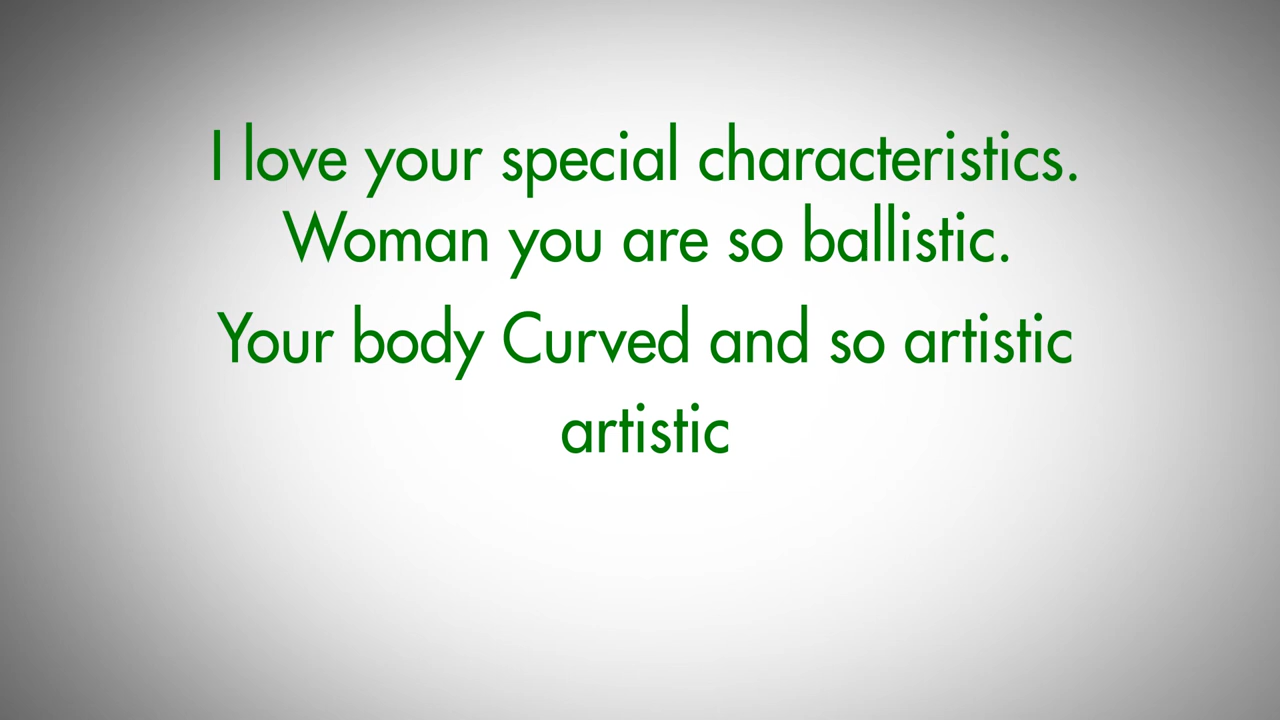 I love your special characteristics.
Woman you are so ballistic.
Your body Curved and so artistic
artistic